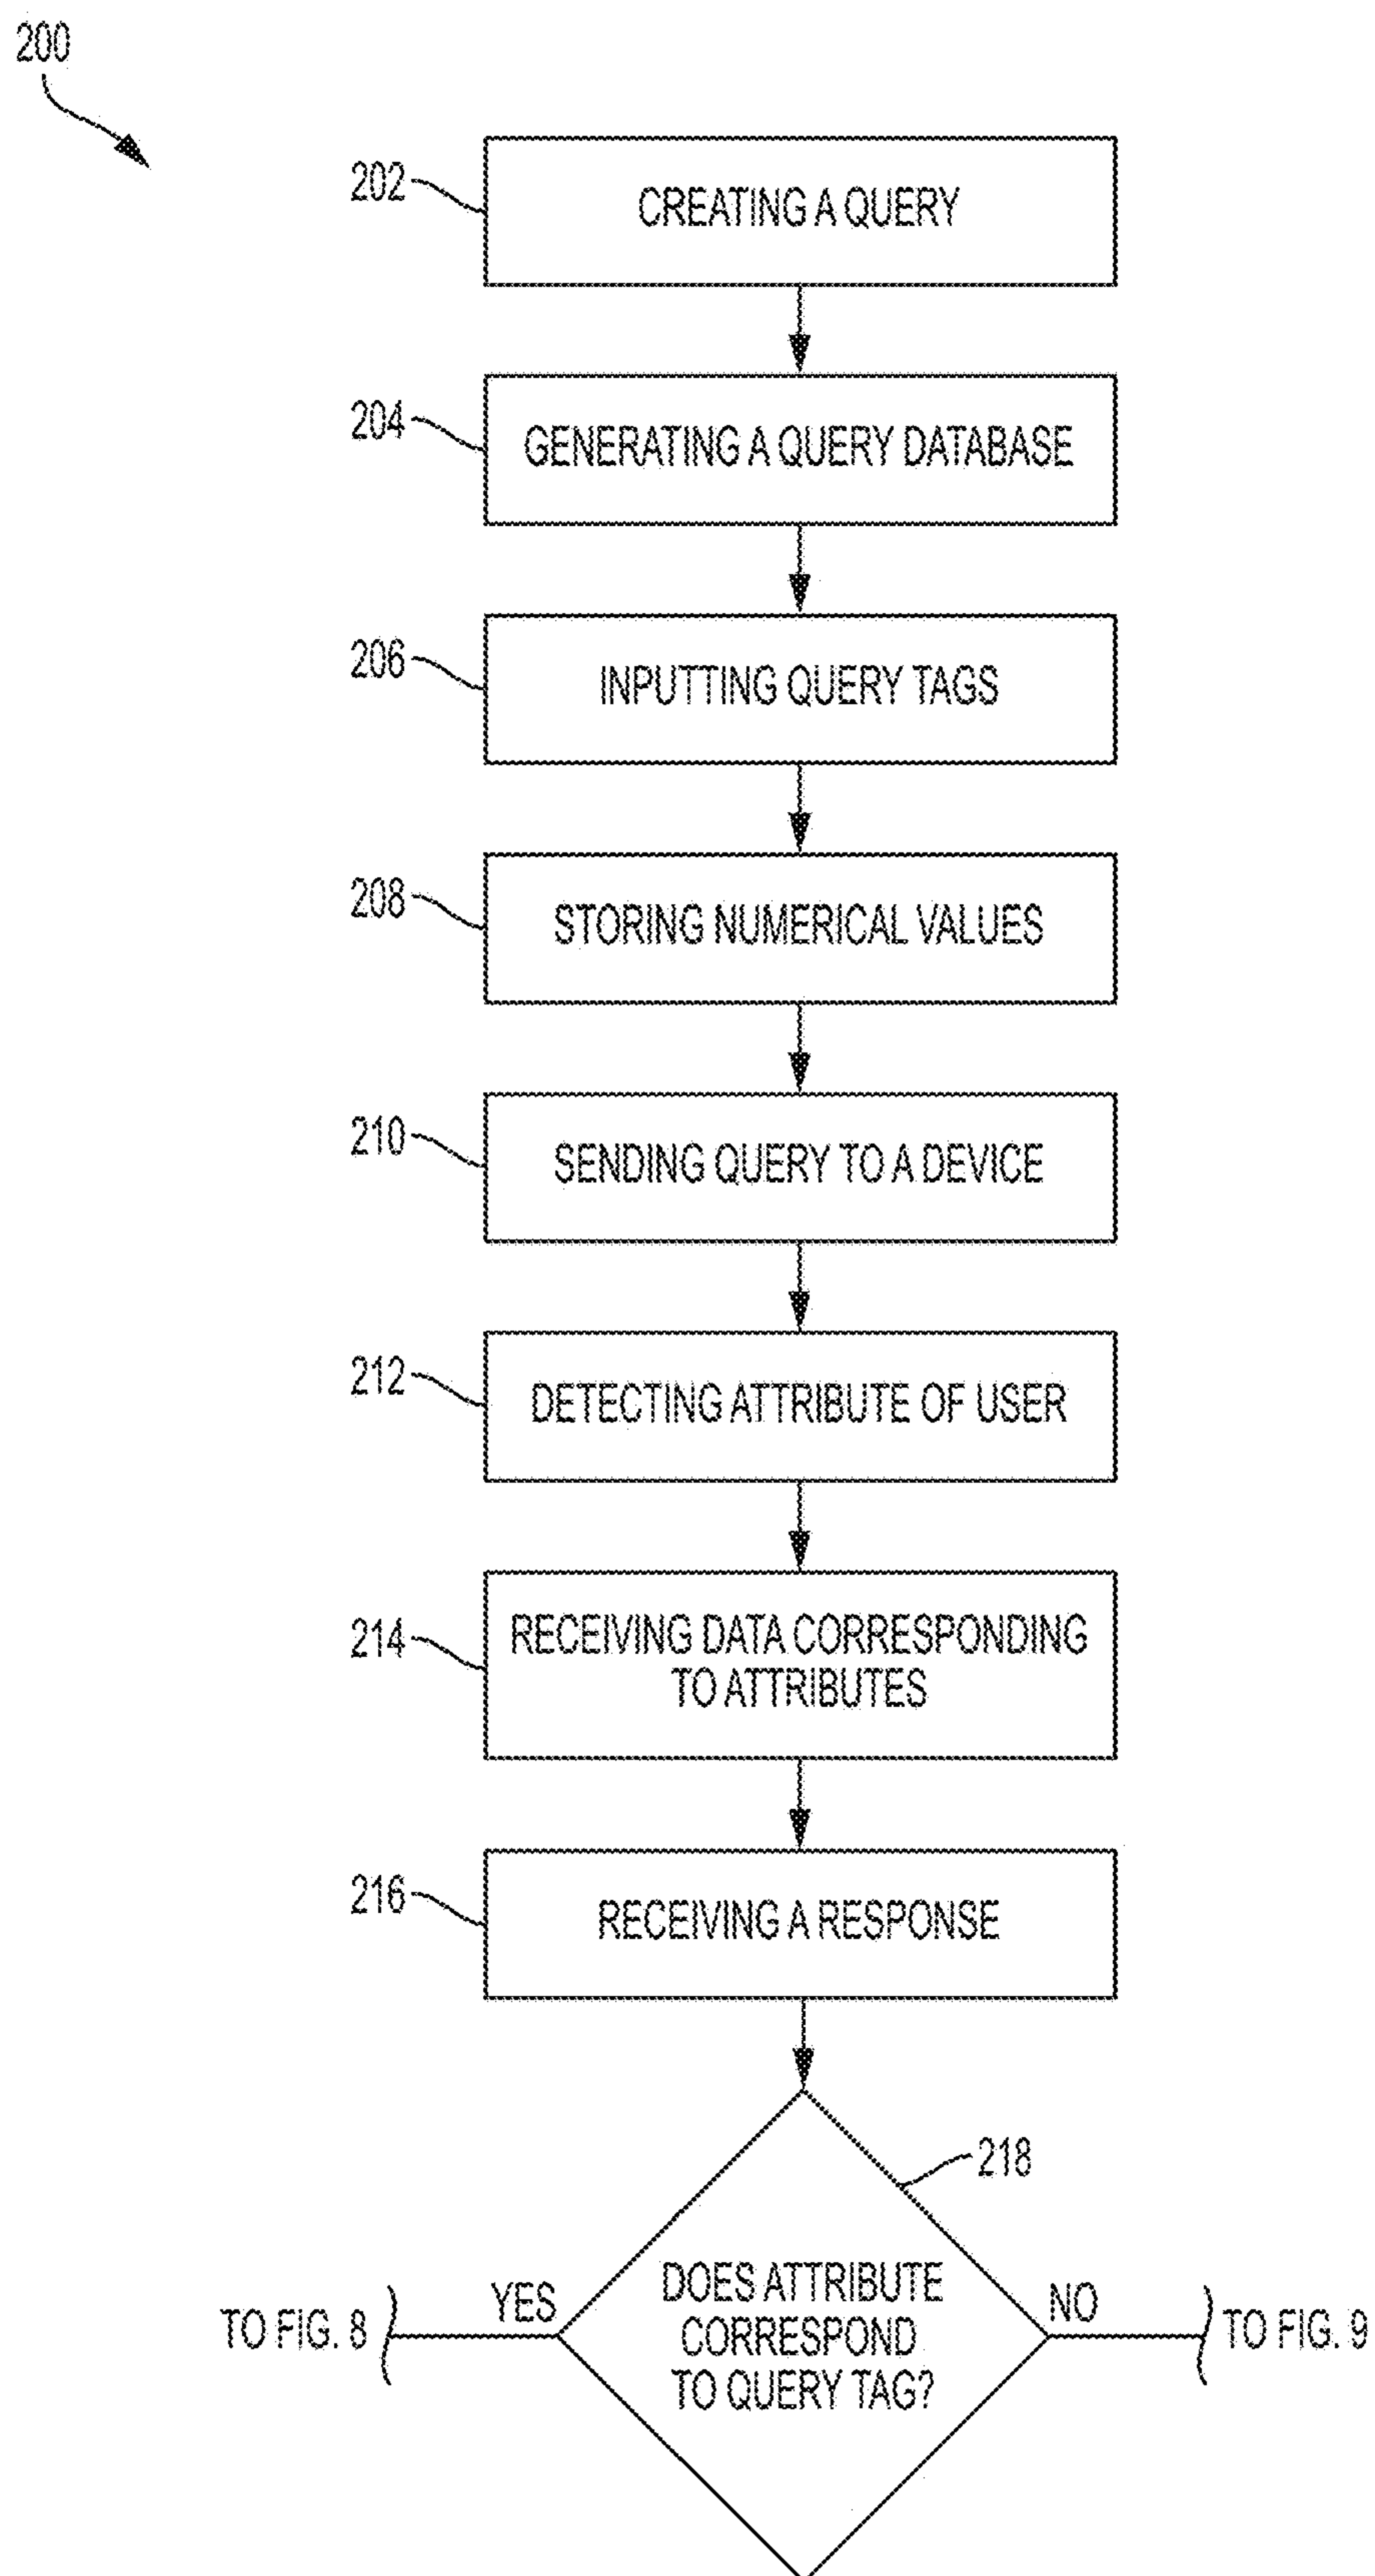 200
202
CREATING A QUERY
204
GENERATING A QUERY DATABASE
206
INPUTTING QUERY TAGS
208
STORING NUMERICAL VALUES
210
SENDING QUERY TO A DEVICE
212
DETECTING ATTRIBUTE OF USER
214
RECEIVING DATA CORRESPONDING
TO ATTRIBUTES
216
RECEIVING A RESPONSE
218
DOES ATTRIBUTE
CORRESPOND
TO QUERY TAG?
YES
TO FIG. 8
NO
TO FIG. 9